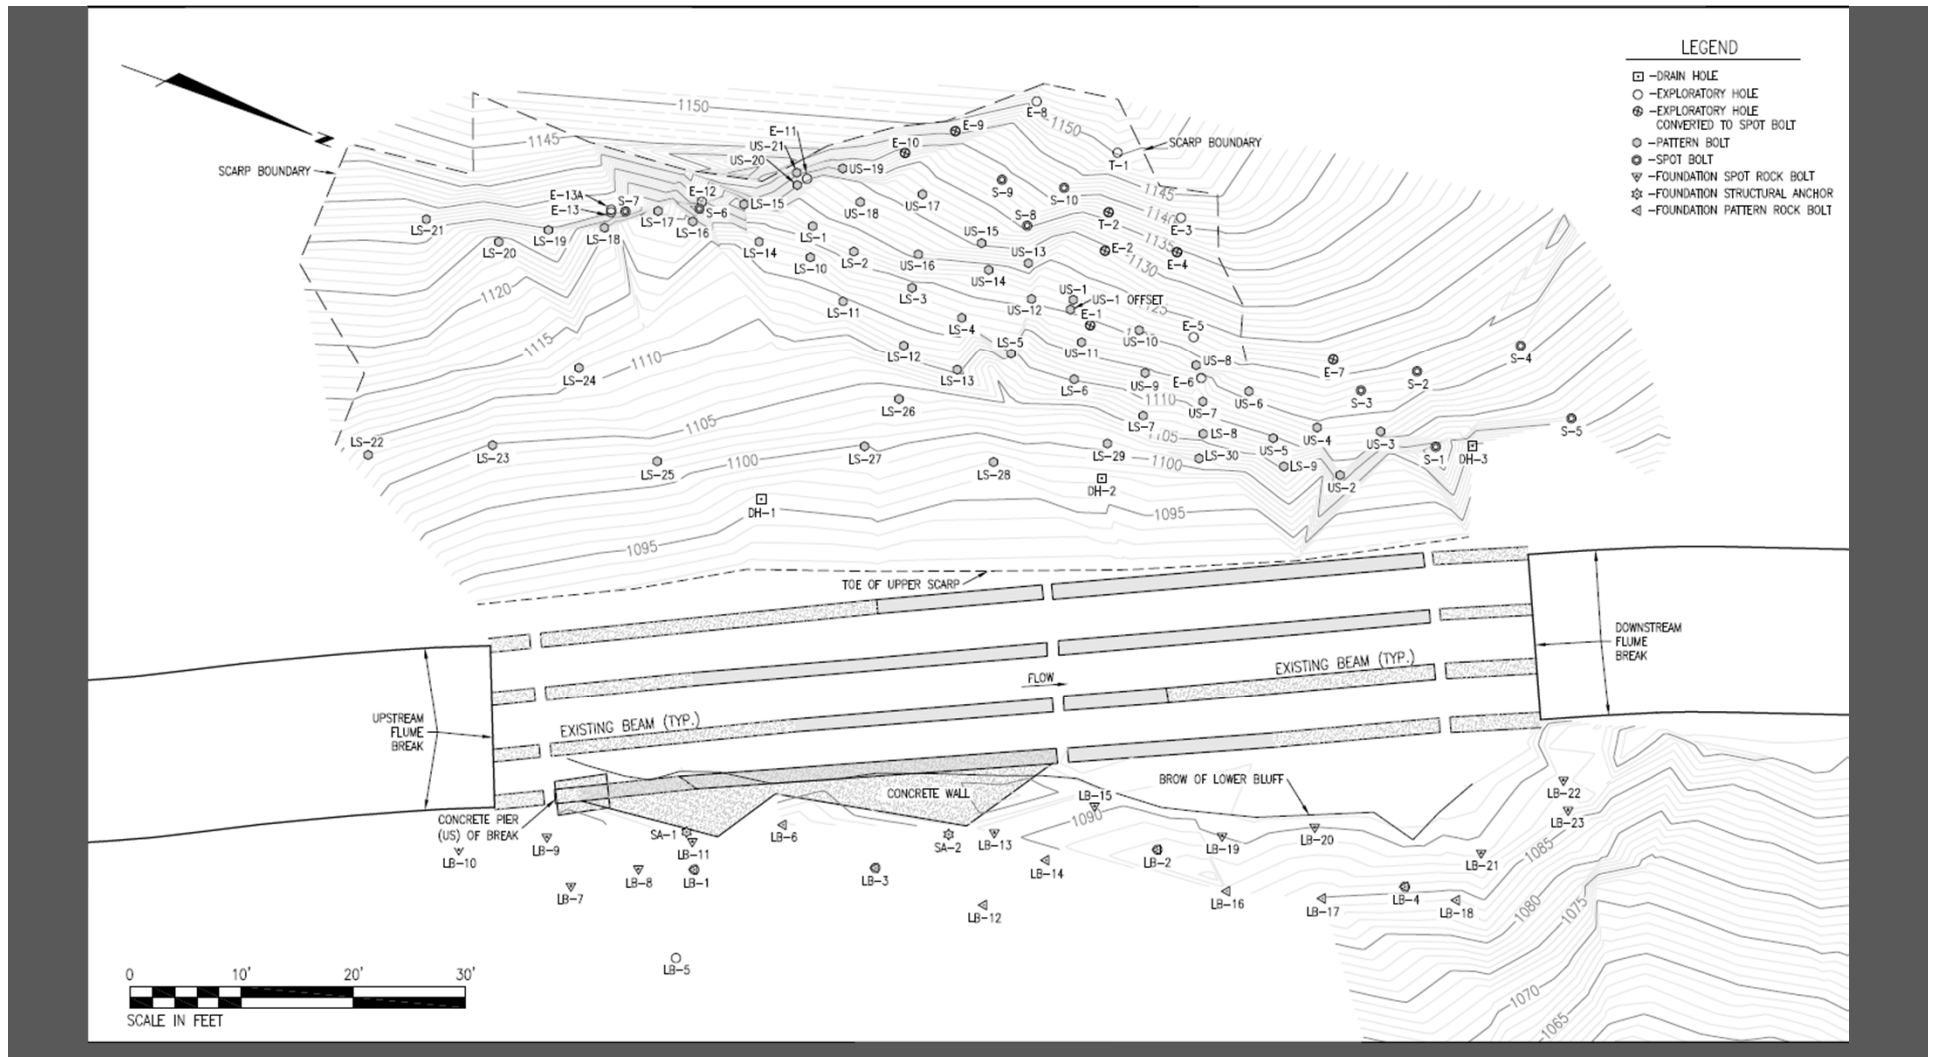 LEGEND
-DRAIN HOLE
-EXPLORATORY HOLE
-EXPLORATORY HOLE
CONVERTED TO SPOT BOLT
-PATTERN BOLT
-SPOT BOLT
-FOUNDATION SPOT ROCK BOLT
-FOUNDATION STRUCTURAL ANCHOR
-FOUNDATION PATTERN ROCK BOLT
1150
1145
E-8
1150
E-9
E-11
US-21
US-20
E-10
SCARP BOUNDARY
SCARP BOUNDARY
T-1
US-19
E-13A
E-13
S-7
E-12
S-6
LS-15
LS-17
LS-16
US-18
US-17
S-9
S-10
1145
S-8
T-2
1140
E-3
LS-21
LS-20
LS-19
LS-18
LS-14
LS-1
LS-10
LS-2
US-16
US-15
US-13
US-14
E-2
1135
E-4
1130
1120
LS-11
LS-3
US-1
US-1 OFFSET
US-12
E-1
1115
1110
LS-4
LS-5
LS-12
LS-13
US-11
US-10
E-5
US-8
E-7
S-4
LS-24
LS-6
US-9
E-6
US-7
US-6
S-3
S-2
LS-26
1110
LS-7
1105
LS-8
US-5
US-4
US-3
S-1
DH-3
S-5
LS-22
LS-23
LS-25
1105
1100
LS-27
LS-28
LS-29
1100
LS-30
LS-9
US-2
DH-1
DH-2
1095
1095
TOE OF UPPER SCARP
FLOW
EXISTING BEAM (TYP.)
EXISTING BEAM (TYP.)
DOWNSTREAM
FLUME
BREAK
UPSTREAM
FLUME
BREAK
CONCRETE WALL
BROW OF LOWER BLUFF
CONCRETE PIER
(US) OF BREAK
SA-1
LB-11
LB-6
SA-2
LB-13
LB-15
1090
LB-22
LB-23
LB-9
LB-10
LB-8
LB-7
LB-1
LB-3
LB-14
LB-12
LB-2
LB-19
LB-20
LB-21
1085
LB-16
LB-17
LB-4
LB-18
1080
1075
LB-5
1070
1065
0 10' 20' 30'
SCALE IN FEET